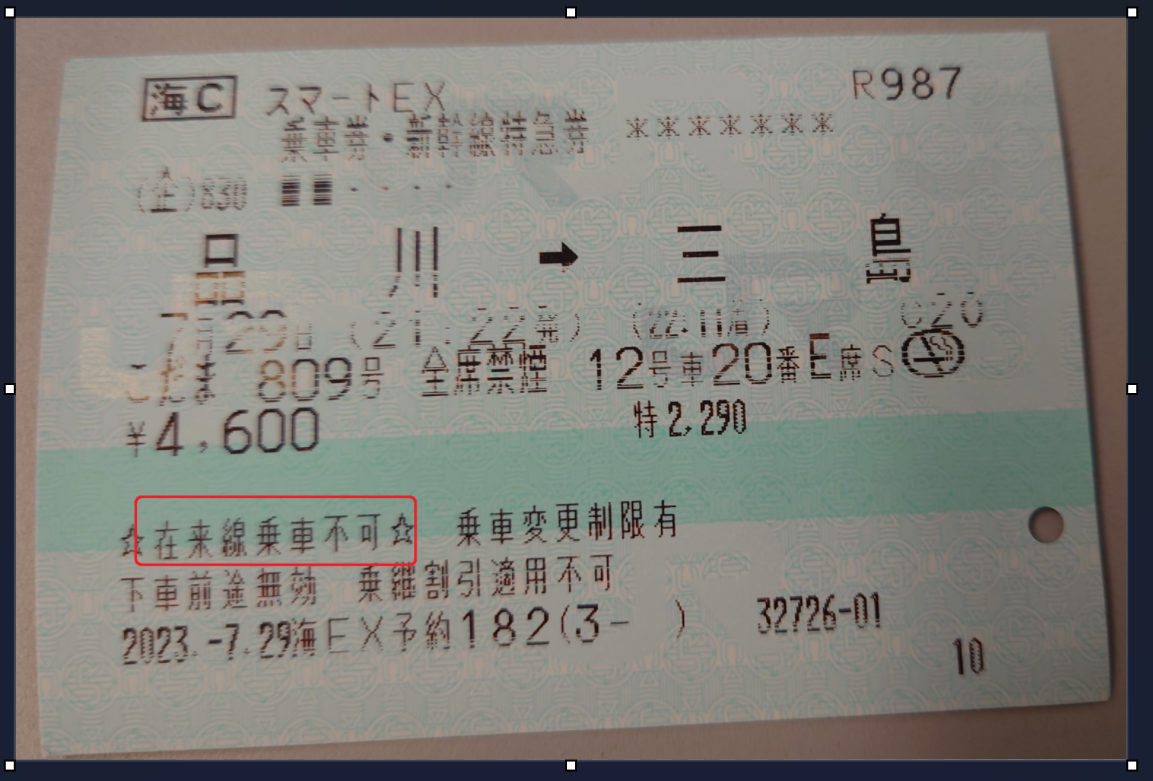 海C スマートEX R987
乗車券・新幹線特急券 *******
(企)830 ■■・・・・
品川 ➡ 三島
7月29日 (21:22発) (22:11着) C20
こだま 809号 全席禁煙 12号車20番E席S
¥4,600 特2,290
☆在来線乗車不可☆ 乗車変更制限有
下車前途無効 乗継割引適用不可
2023.-7.29海EX予約182(3- ) 32726-01
10